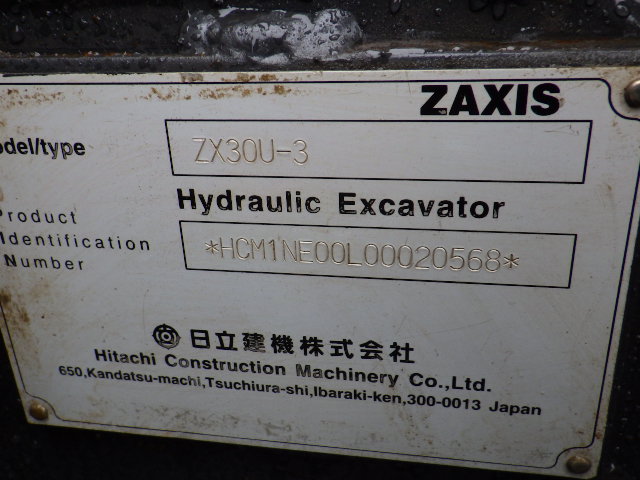 ZAXIS
odel/type
ZX30U-3
Hydraulic Excavator
Product
Identification
Number
*HCM1NE00L00020568*
日立建機株式会社
Hitachi Construction Machinery Co.,Ltd.
650,Kandatsu-machi,Tsuchiura-shi,Ibaraki-ken,300-0013 Japan